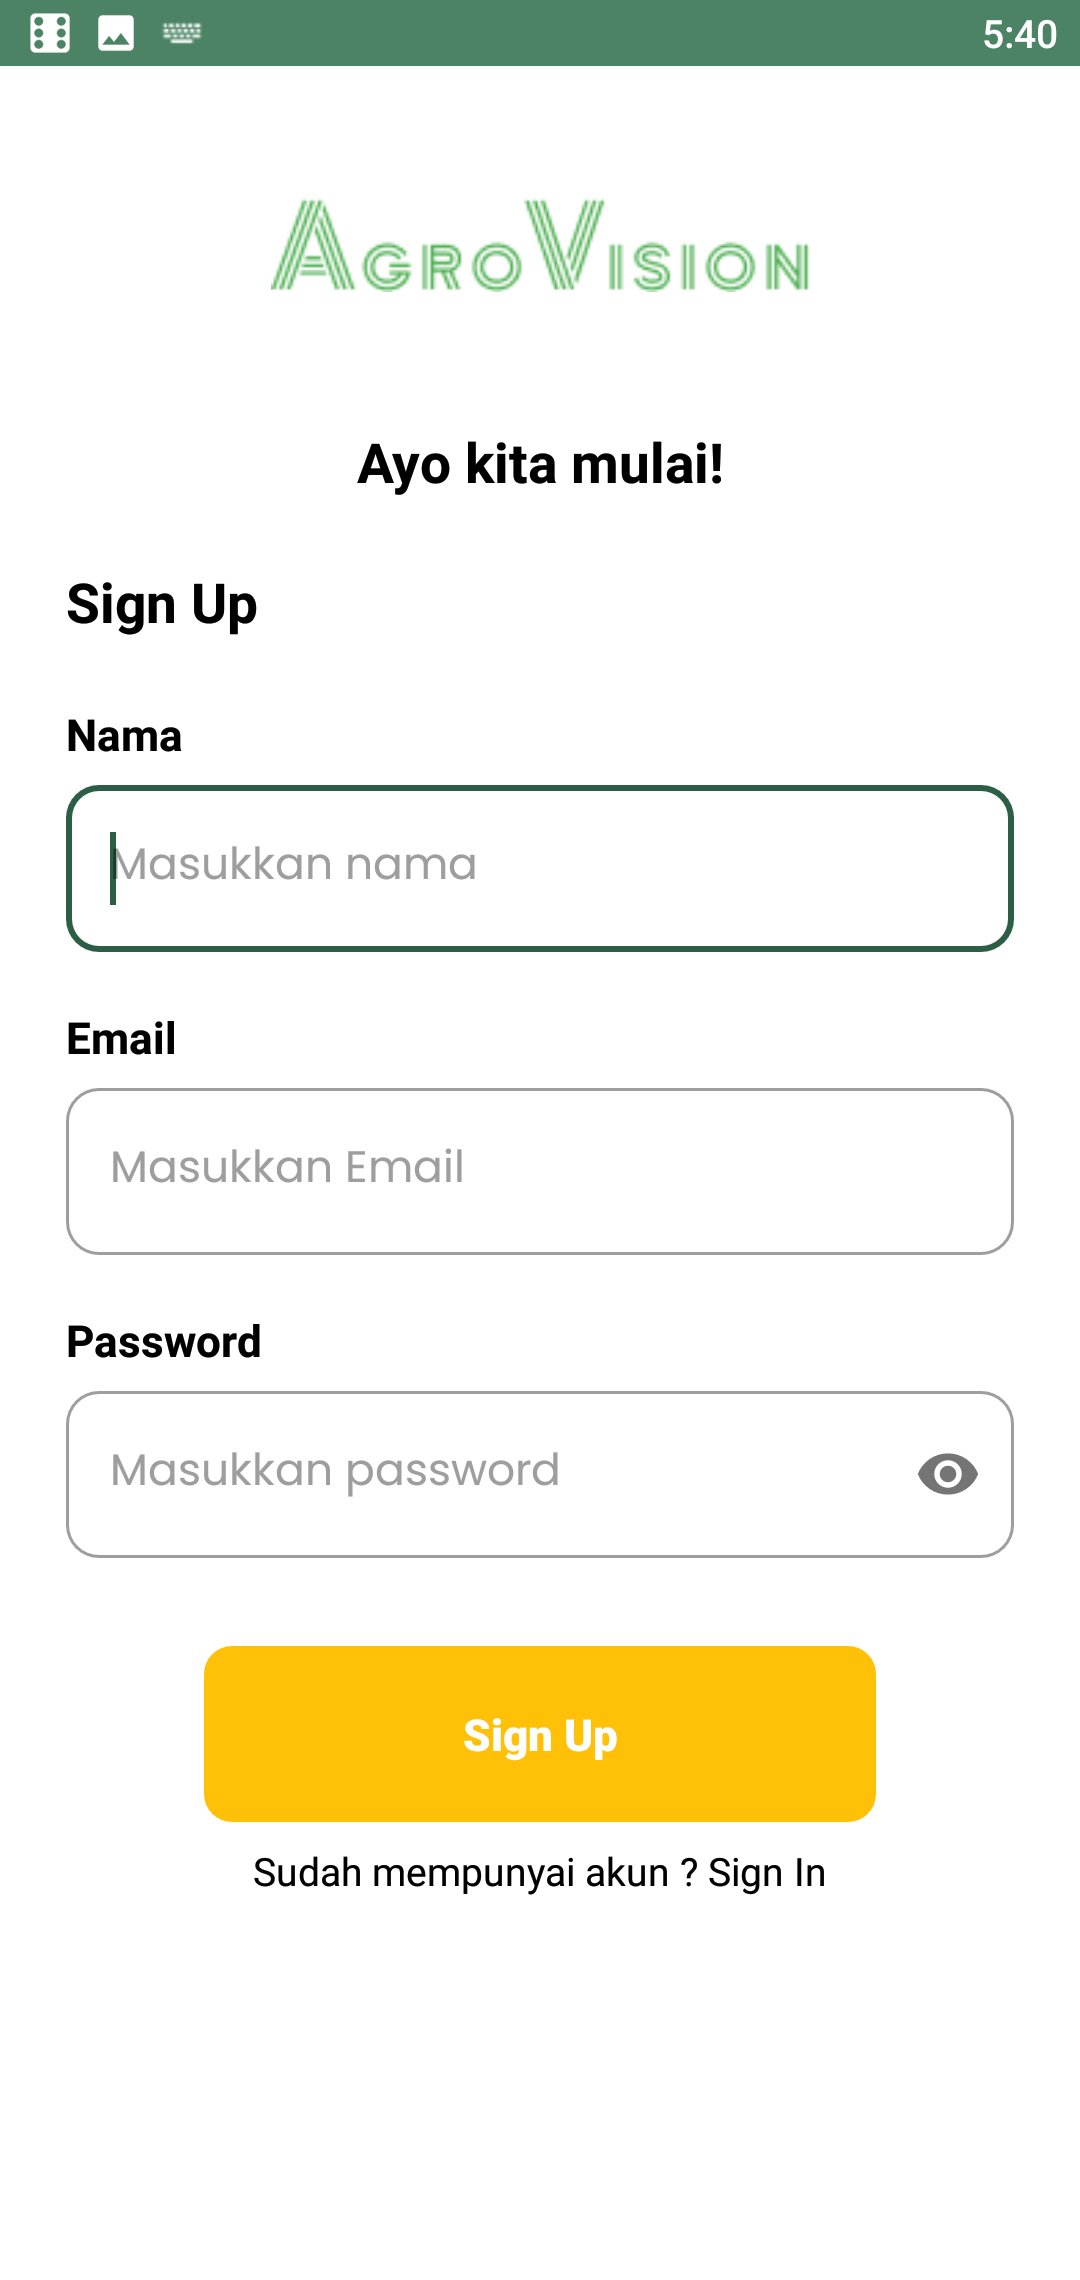 5:40
AgroVision
Ayo kita mulai!
Sign Up
Nama
Masukkan nama
Email
Masukkan Email
Password
Masukkan password
Sign Up
Sudah mempunyai akun ? Sign In